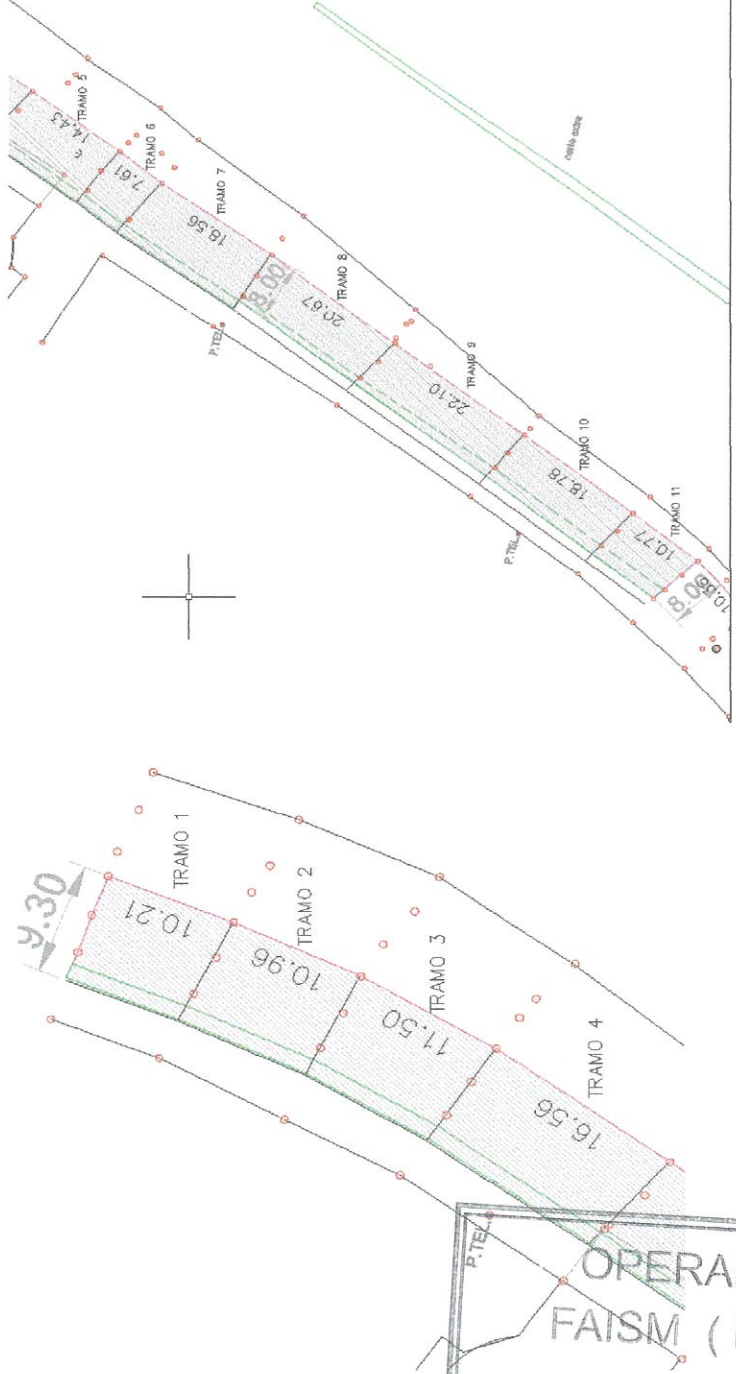 TRAMO 5
14.43
TRAMO 6
7.61
TRAMO 7
18.56
8.00
TRAMO 8
20.67
P.TEL.
TRAMO 9
22.10
TRAMO 10
18.78
P.TEL.
TRAMO 11
10.77
8.00
9.30
TRAMO 1
10.21
TRAMO 2
10.96
TRAMO 3
11.50
TRAMO 4
16.56
P.TEL.
OPERA
FAISM (